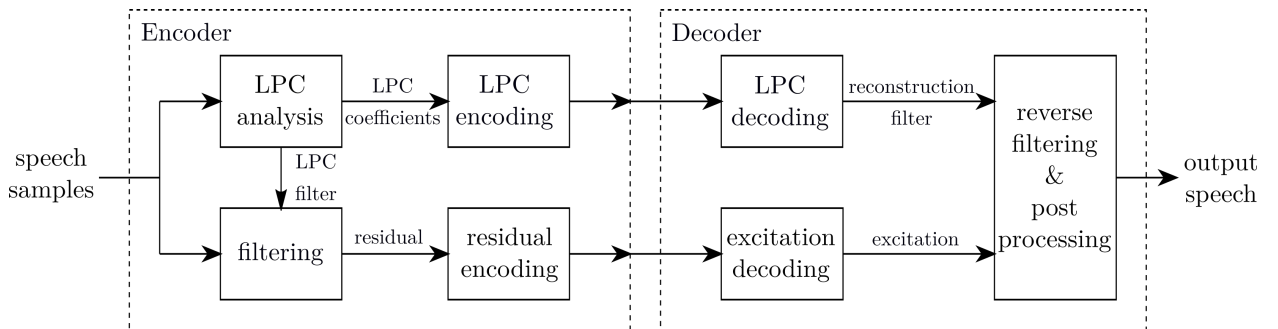 Encoder
Decoder
speech
samples
LPC
analysis
LPC
coefficients
LPC
encoding
LPC
filter
filtering
residual
residual
encoding
LPC
decoding
reconstruction
filter
excitation
decoding
excitation
reverse
filtering
&
post
processing
output
speech